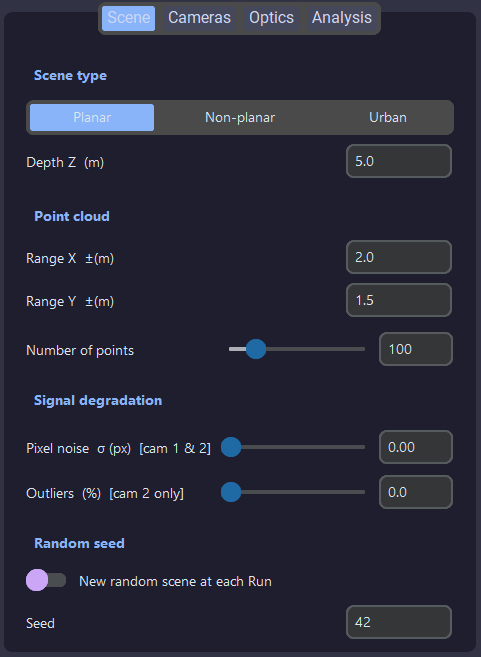 Scene Cameras Optics Analysis
Scene type
Planar Non-planar Urban
Depth Z (m) 5.0
Point cloud
Range X ±(m) 2.0
Range Y ±(m) 1.5
Number of points 100
Signal degradation
Pixel noise σ (px) [cam 1 & 2] 0.00
Outliers (%) [cam 2 only] 0.0
Random seed
New random scene at each Run
Seed 42